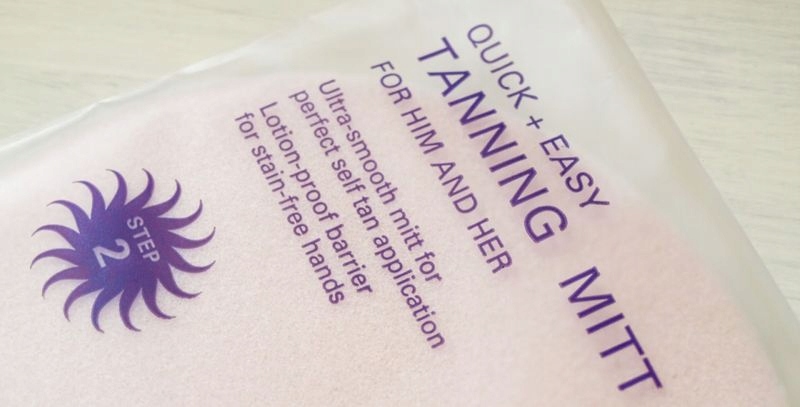 QUICK + EASY
TANNING MITT
FOR HIM AND HER
Ultra-smooth mitt for
perfect self tan application
Lotion-proof barrier
for stain-free hands
STEP
2